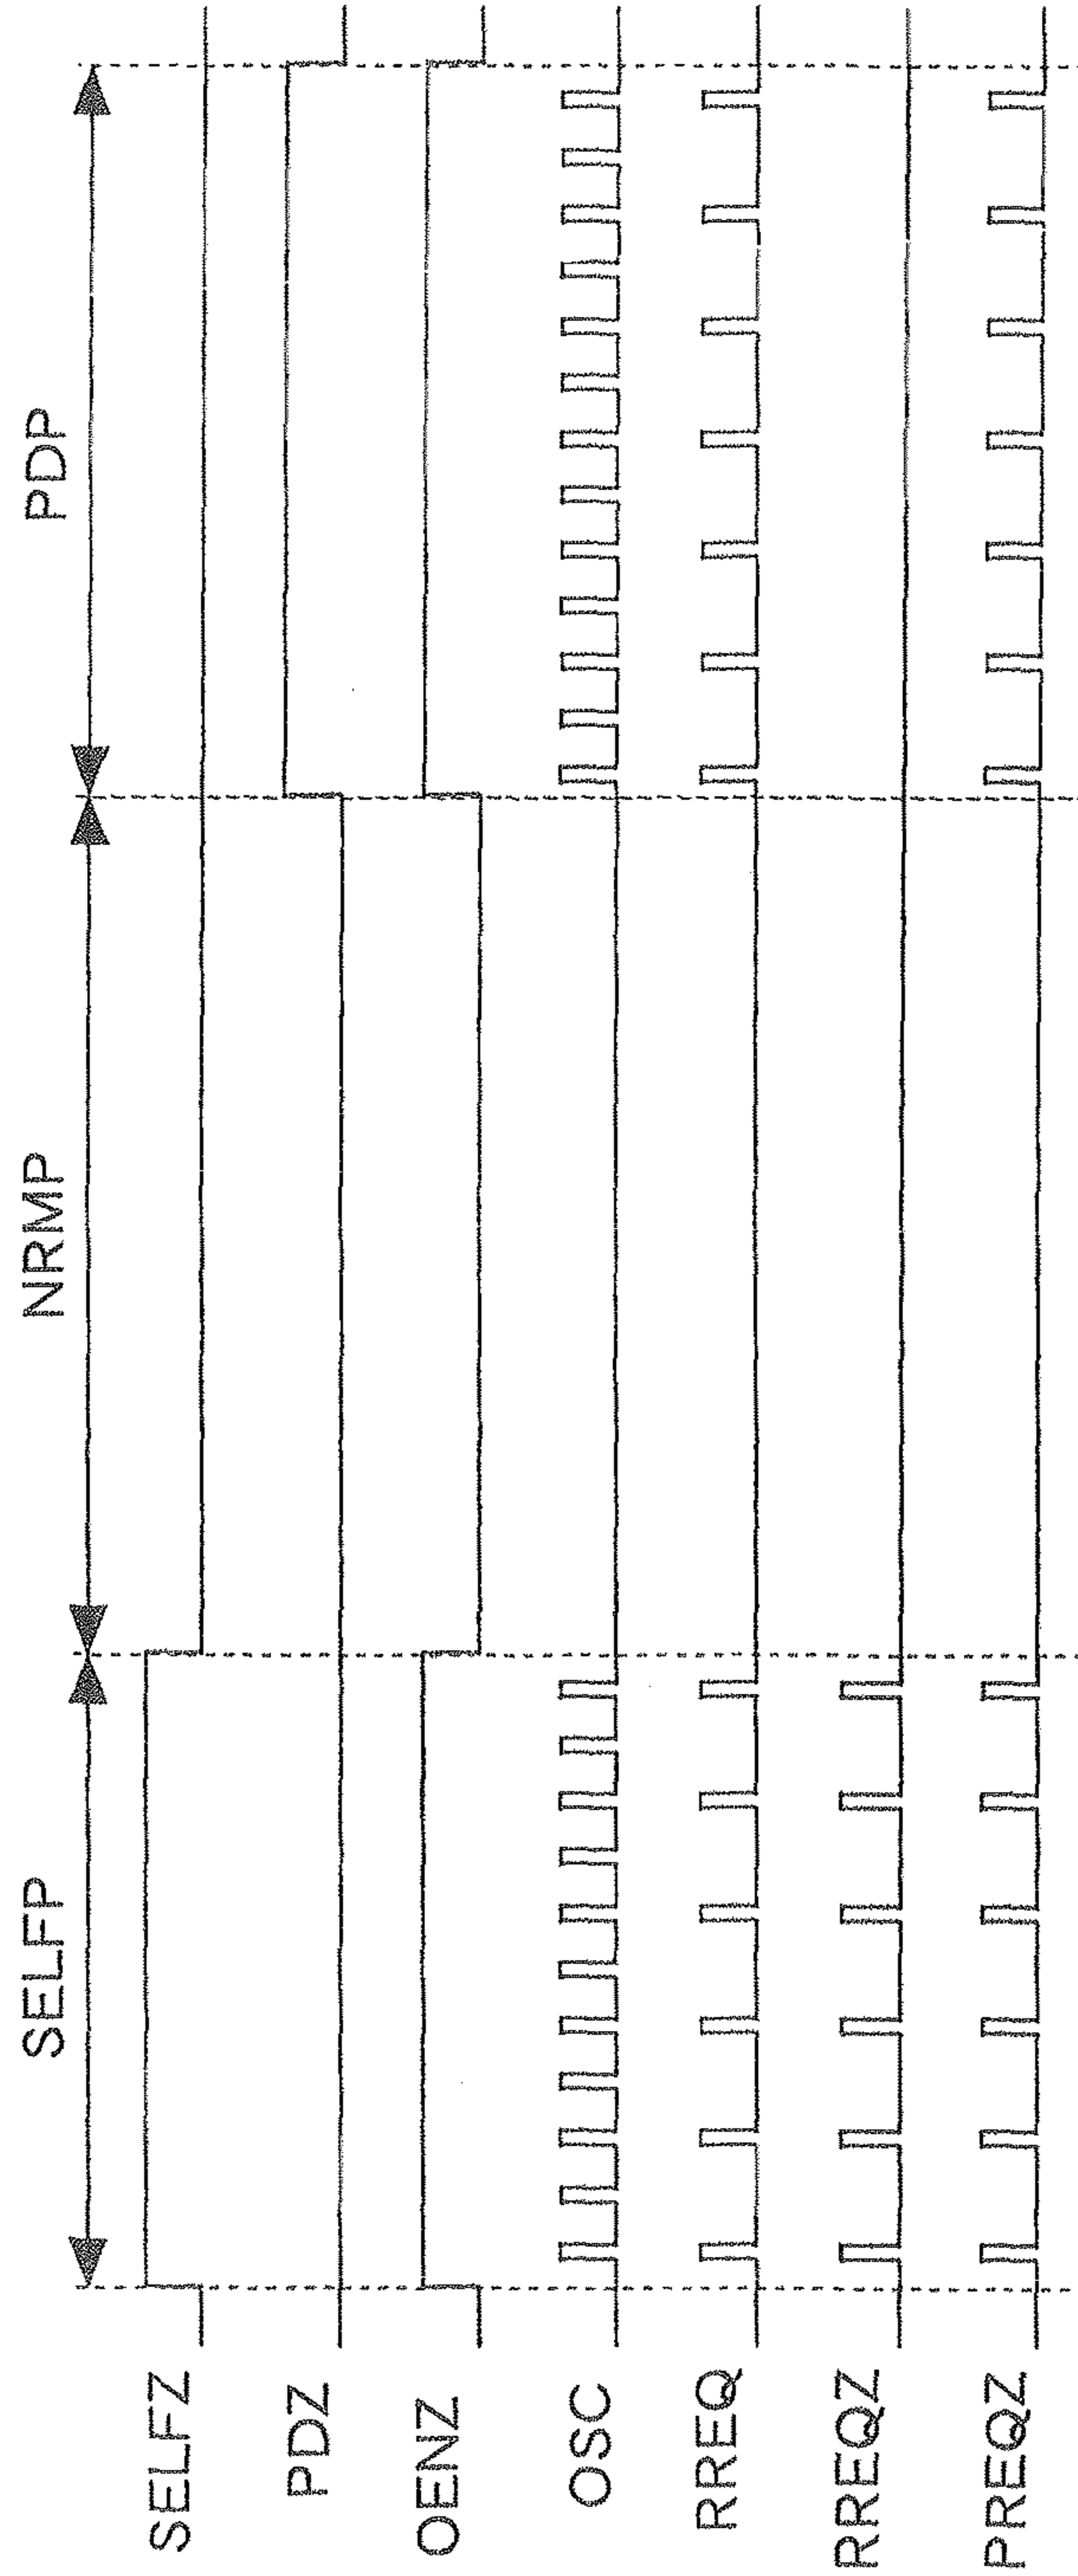 SELFP
NRMP
PDP
SELFZ
PDZ
OENZ
OSC
RREQ
RREQZ
PREQZ